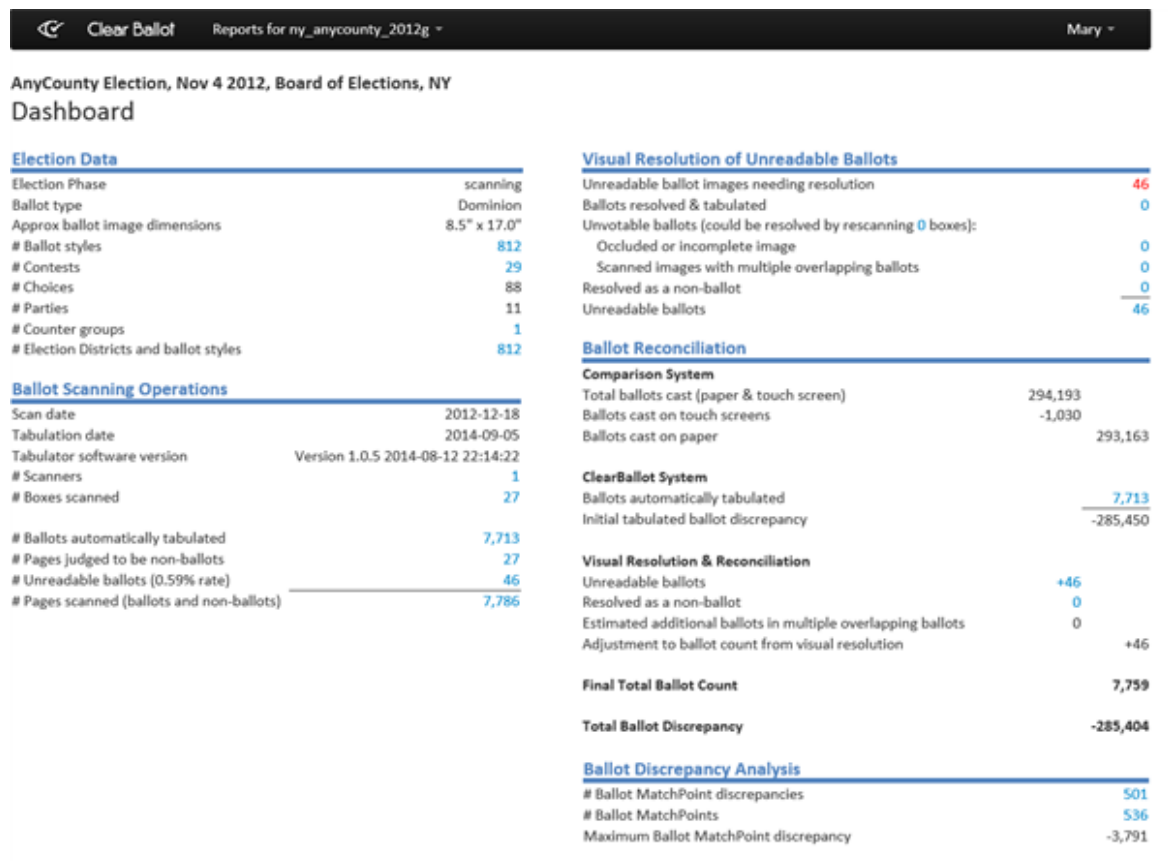 Clear Ballot Reports for ny_anycounty_2012g Mary
AnyCounty Election, Nov 4 2012, Board of Elections, NY
Dashboard
Election Data
Election Phase scanning
Ballot type Dominion
Approx ballot image dimensions 8.5" x 17.0"
# Ballot styles 812
# Contests 29
# Choices 88
# Parties 11
# Counter groups 1
# Election Districts and ballot styles 812
Ballot Scanning Operations
Scan date 2012-12-18
Tabulation date 2014-09-05
Tabulator software version Version 1.0.5 2014-08-12 22:14:22
# Scanners 1
# Boxes scanned 27
# Ballots automatically tabulated 7,713
# Pages judged to be non-ballots 27
# Unreadable ballots (0.59% rate) 46
# Pages scanned (ballots and non-ballots) 7,786
Visual Resolution of Unreadable Ballots
Unreadable ballot images needing resolution 46
Ballots resolved & tabulated 0
Unvotable ballots (could be resolved by rescanning 0 boxes):
Occluded or incomplete image 0
Scanned images with multiple overlapping ballots 0
Resolved as a non-ballot 0
Unreadable ballots 46
Ballot Reconciliation
Comparison System
Total ballots cast (paper & touch screen) 294,193
Ballots cast on touch screens -1,030
Ballots cast on paper 293,163
ClearBallot System
Ballots automatically tabulated 7,713
Initial tabulated ballot discrepancy -285,450
Visual Resolution & Reconciliation
Unreadable ballots +46
Resolved as a non-ballot 0
Estimated additional ballots in multiple overlapping ballots 0
Adjustment to ballot count from visual resolution +46
Final Total Ballot Count 7,759
Total Ballot Discrepancy -285,404
Ballot Discrepancy Analysis
# Ballot MatchPoint discrepancies 501
# Ballot MatchPoints 536
Maximum Ballot MatchPoint discrepancy -3,791